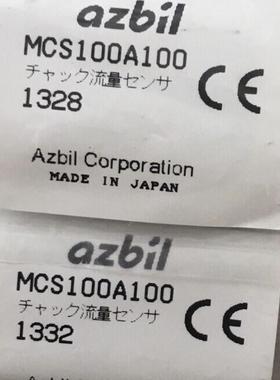 azbil
MCS100A100
チャック流量センサ
1328
CE
Azbil Corporation
MADE IN JAPAN
azbil
MCS100A100
チャック流量センサ
1332
CE